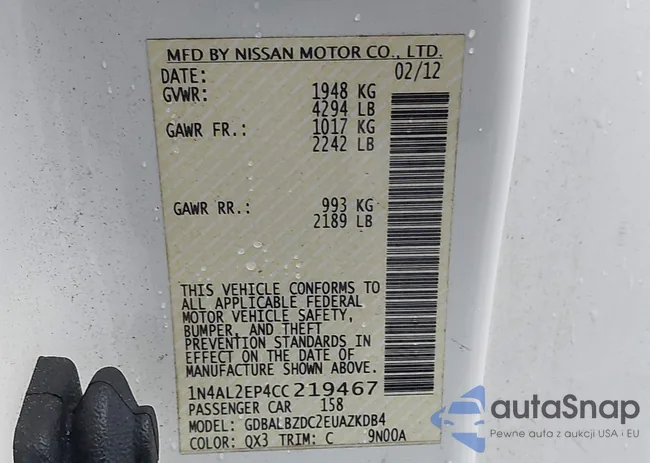 MFD BY NISSAN MOTOR CO., LTD.
DATE: 02/12
GVWR: 1948 KG
4294 LB
GAWR FR.: 1017 KG
2242 LB
GAWR RR.: 993 KG
2189 LB
THIS VEHICLE CONFORMS TO
ALL APPLICABLE FEDERAL
MOTOR VEHICLE SAFETY,
BUMPER, AND THEFT
PREVENTION STANDARDS IN
EFFECT ON THE DATE OF
MANUFACTURE SHOWN ABOVE.
1N4AL2EP4CC219467
PASSENGER CAR 158
MODEL: GDBALBZDC2EUAZKDB4
COLOR: QX3 TRIM: C 9N00A
autoSnap
Pewne auta z aukcji USA i EU